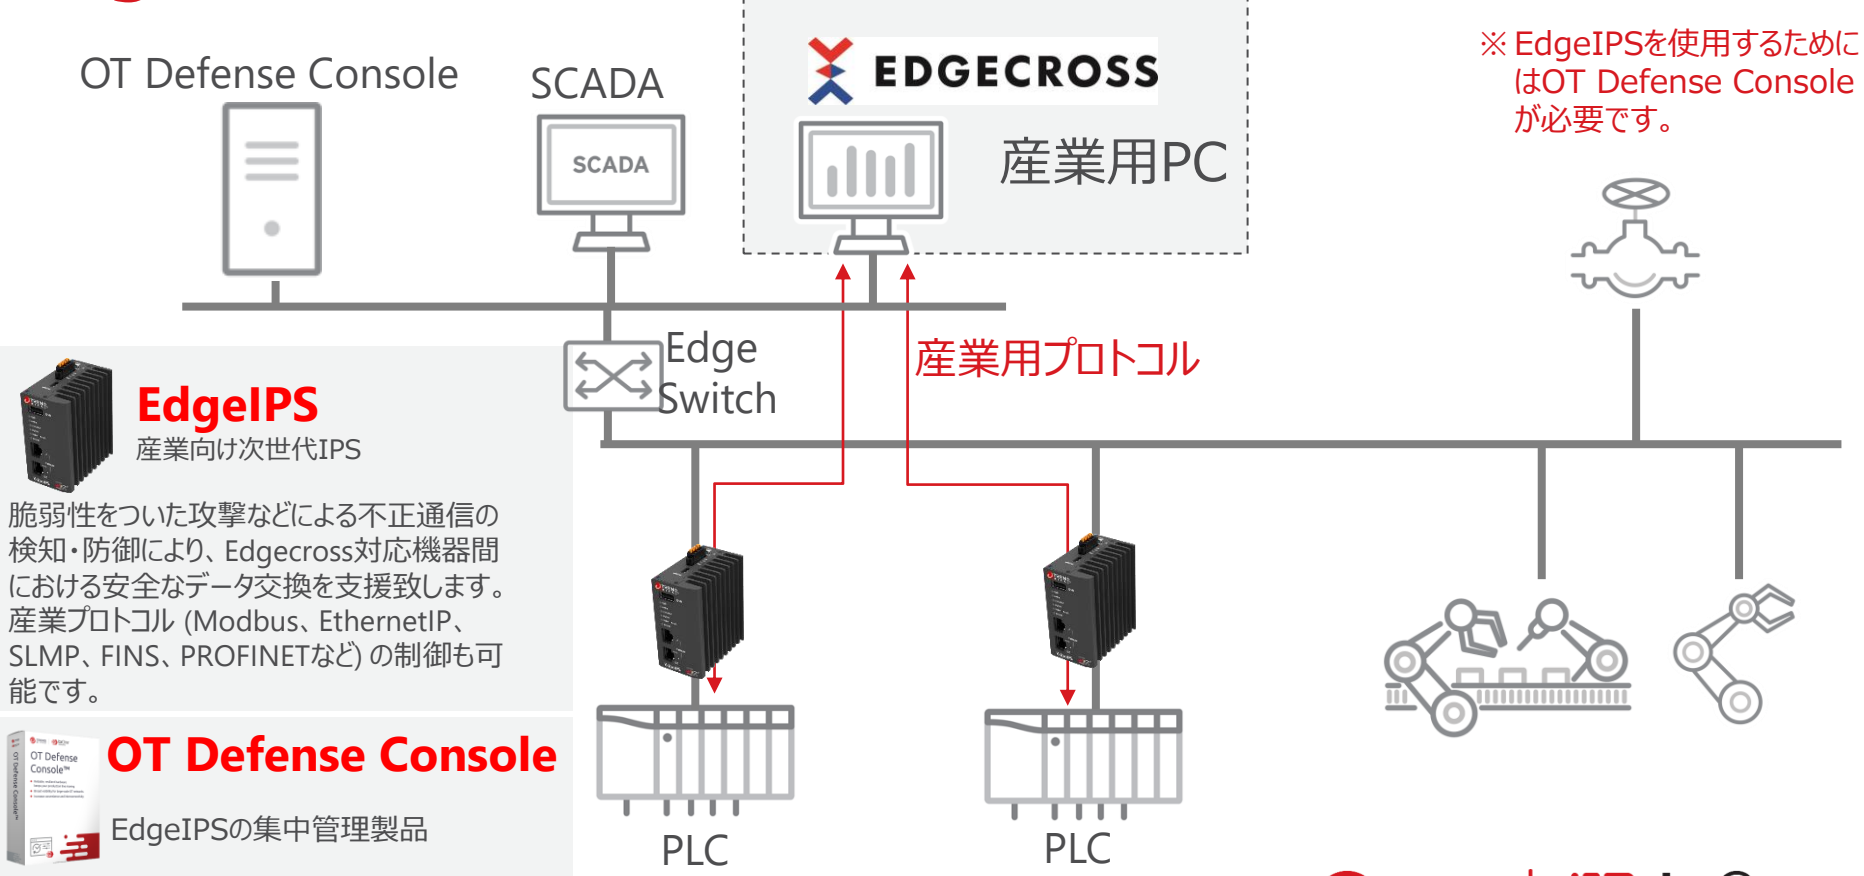 OT Defense Console
SCADA
SCADA
EDGECROSS
産業用PC
※EdgeIPSを使用するために
はOT Defense Console
が必要です。
Edge
Switch
産業用プロトコル
EdgeIPS
産業向け次世代IPS
脆弱性をついた攻撃などによる不正通信の
検知・防御により、Edgecross対応機器間
における安全なデータ交換を支援致します。
産業プロトコル (Modbus、EthernetIP、
SLMP、FINS、PROFINETなど) の制御も可
能です。
OT Defense
Console™
OT Defense Console™
OT Defense Console
EdgeIPSの集中管理製品
PLC
PLC